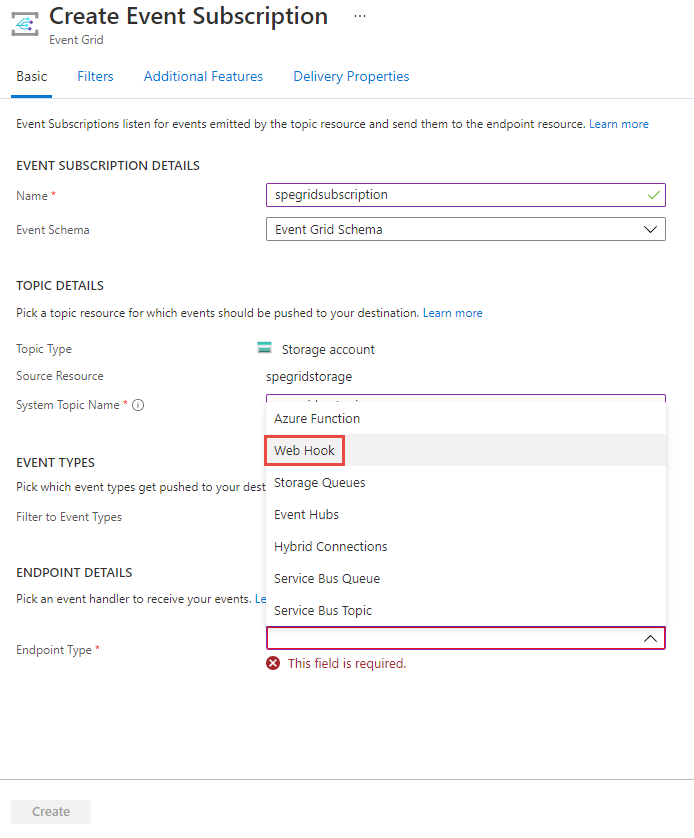 Create Event Subscription ...
Event Grid
Basic Filters Additional Features Delivery Properties
Event Subscriptions listen for events emitted by the topic resource and send them to the endpoint resource. Learn more
EVENT SUBSCRIPTION DETAILS
Name * spegridsubscription
Event Schema Event Grid Schema
TOPIC DETAILS
Pick a topic resource for which events should be pushed to your destination. Learn more
Topic Type Storage account
Source Resource spegridstorage
System Topic Name *
Azure Function
Web Hook
EVENT TYPES
Pick which event types get pushed to your
Storage Queues
Event Hubs
Filter to Event Types
Hybrid Connections
ENDPOINT DETAILS
Service Bus Queue
Pick an event handler to receive your events.
Service Bus Topic
Endpoint Type *
This field is required.
Create